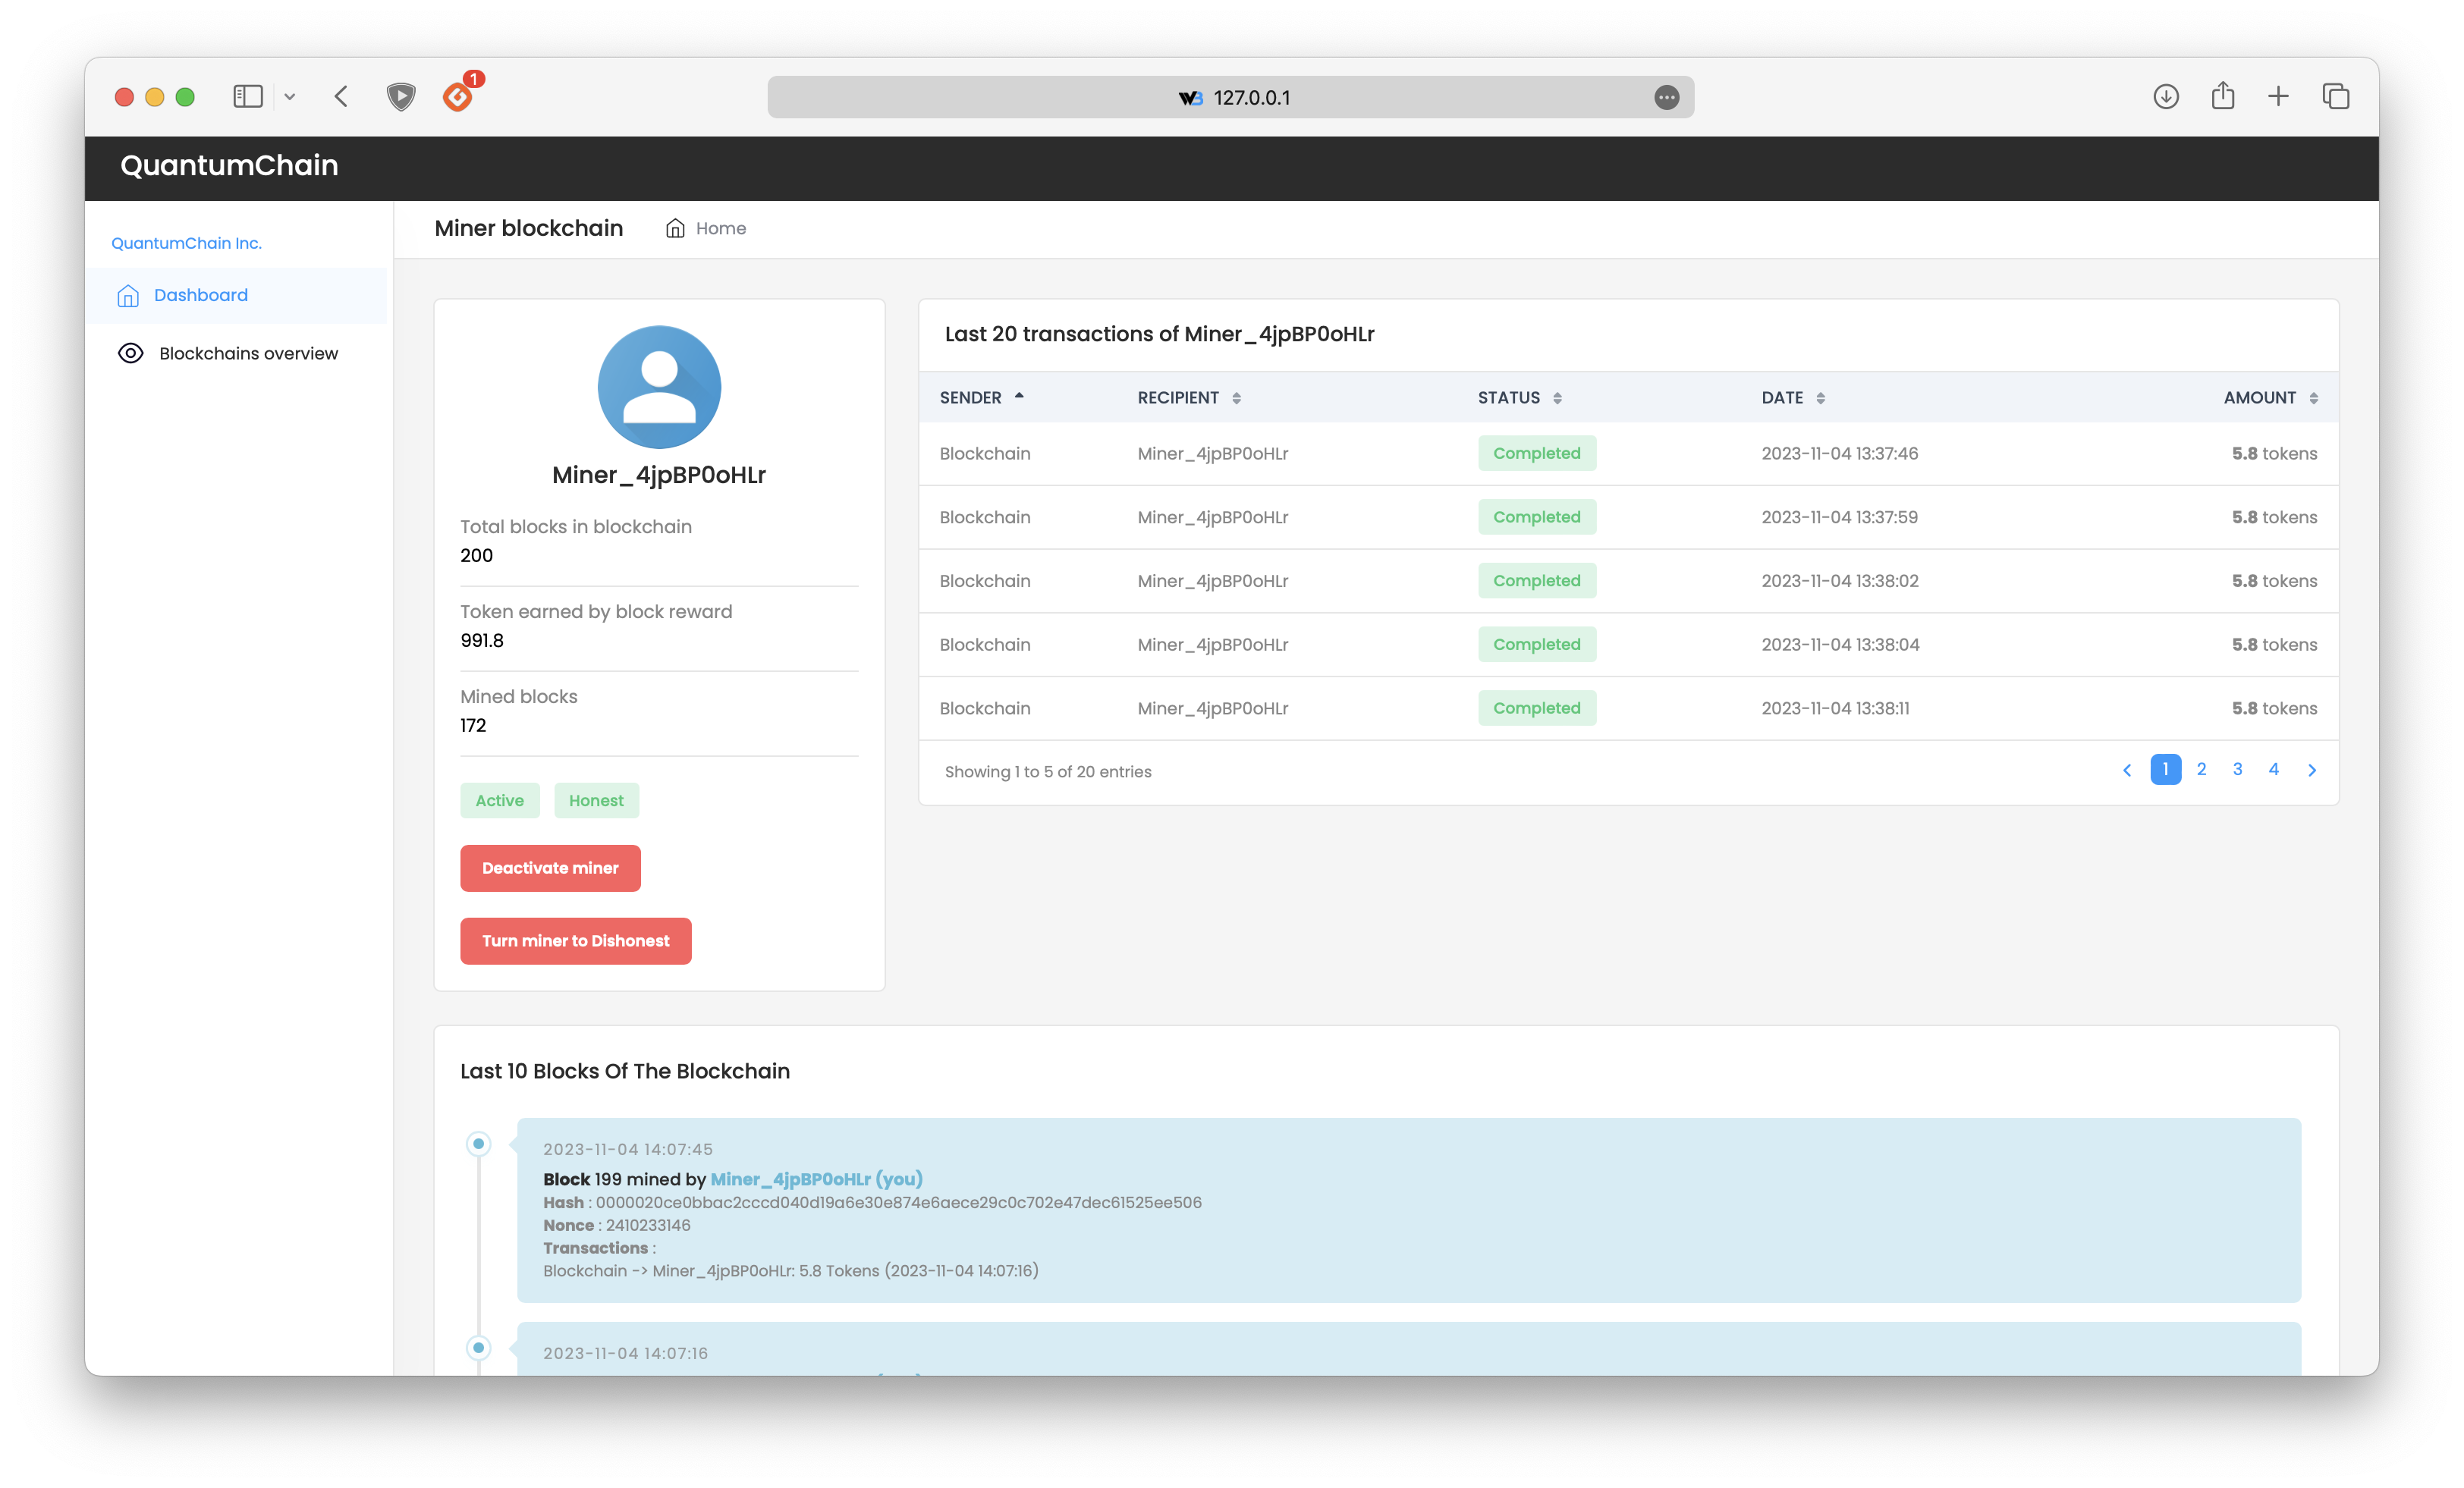 1
127.0.0.1
QuantumChain
QuantumChain Inc.
Dashboard
Blockchains overview
Miner blockchain Home
Miner_4jpBP0oHLr
Total blocks in blockchain
200
Token earned by block reward
991.8
Mined blocks
172
Active Honest
Deactivate miner
Turn miner to Dishonest
Last 20 transactions of Miner_4jpBP0oHLr
SENDER RECIPIENT STATUS DATE AMOUNT
Blockchain Miner_4jpBP0oHLr Completed 2023-11-04 13:37:46 5.8 tokens
Blockchain Miner_4jpBP0oHLr Completed 2023-11-04 13:37:59 5.8 tokens
Blockchain Miner_4jpBP0oHLr Completed 2023-11-04 13:38:02 5.8 tokens
Blockchain Miner_4jpBP0oHLr Completed 2023-11-04 13:38:04 5.8 tokens
Blockchain Miner_4jpBP0oHLr Completed 2023-11-04 13:38:11 5.8 tokens
Showing 1 to 5 of 20 entries 1 2 3 4
Last 10 Blocks Of The Blockchain
2023-11-04 14:07:45
Block 199 mined by Miner_4jpBP0oHLr (you)
Hash : 0000020ce0bbac2cccd040d19a6e30e874e6aece29c0c702e47dec61525ee506
Nonce : 2410233146
Transactions :
Blockchain -> Miner_4jpBP0oHLr: 5.8 Tokens (2023-11-04 14:07:16)
2023-11-04 14:07:16